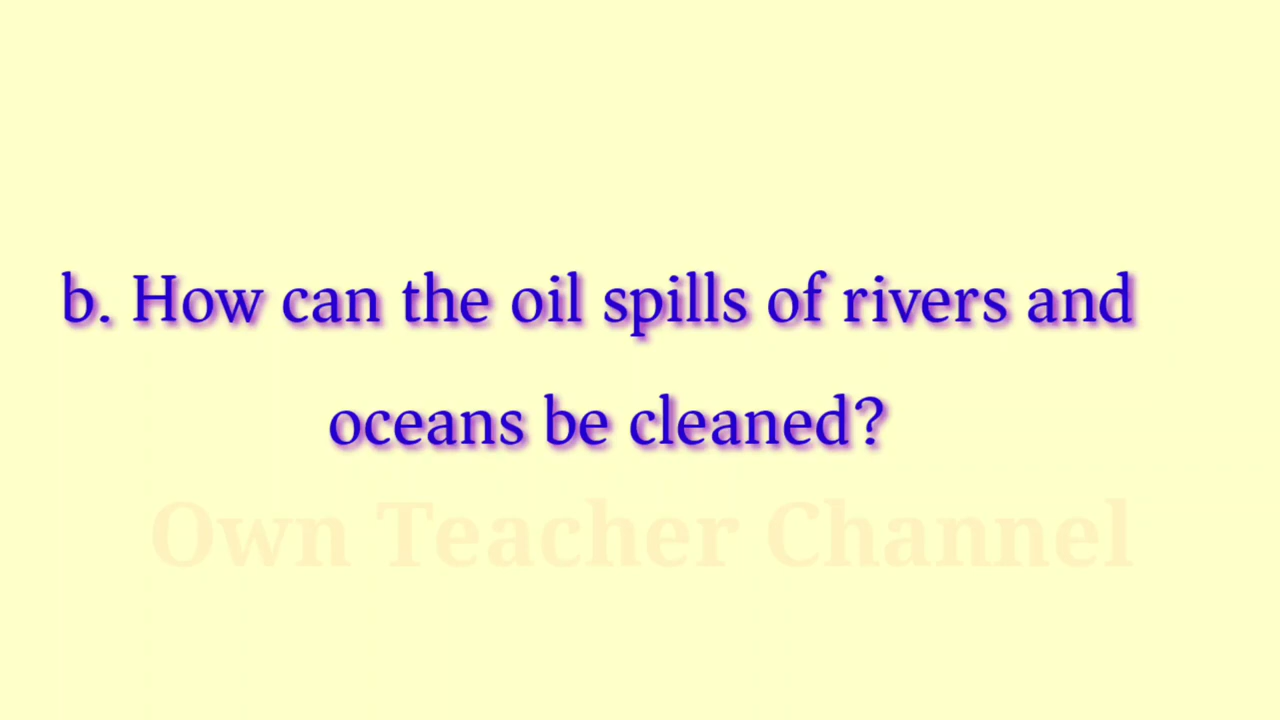 b. How can the oil spills of rivers and
oceans be cleaned?
Own Teacher Channel